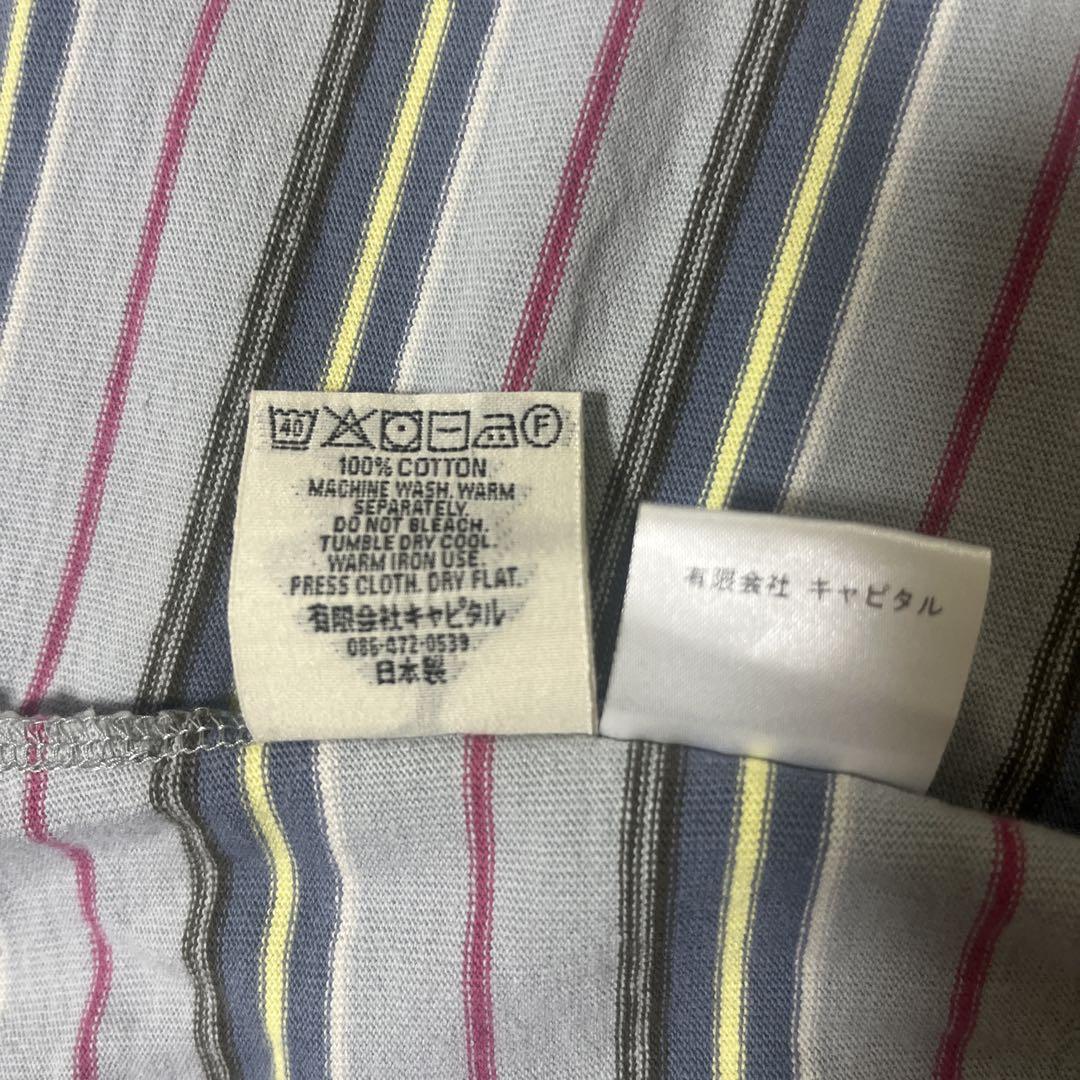 40 F
100% COTTON
MACHINE WASH. WARM
SEPARATELY.
DO NOT BLEACH.
TUMBLE DRY COOL.
WARM IRON USE.
PRESS CLOTH. DRY FLAT.
有限会社キャピタル
086-472-0539
日本製
有限会社 キャピタル